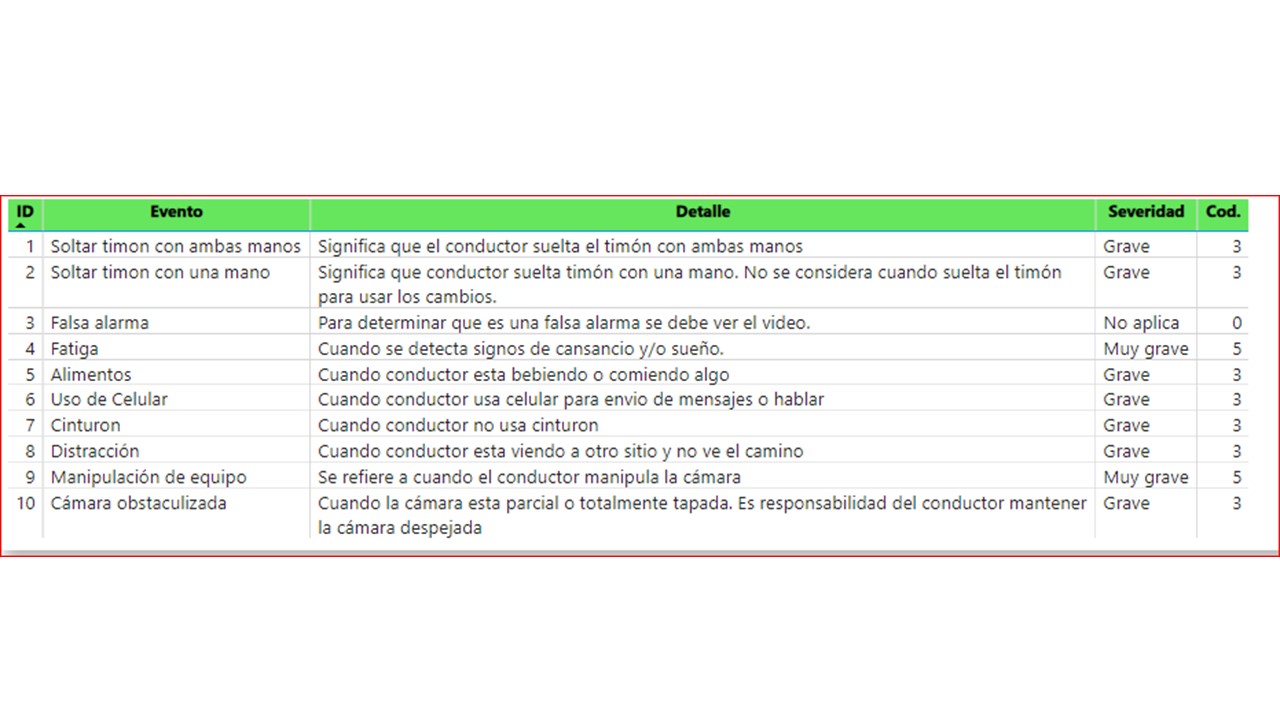 ID Evento Detalle Severidad Cod.
1 Soltar timon con ambas manos Significa que el conductor suelta el timón con ambas manos Grave 3
2 Soltar timon con una mano Significa que conductor suelta timón con una mano. No se considera cuando suelta el timón Grave 3
para usar los cambios.
3 Falsa alarma Para determinar que es una falsa alarma se debe ver el video. No aplica 0
4 Fatiga Cuando se detecta signos de cansancio y/o sueño. Muy grave 5
5 Alimentos Cuando conductor esta bebiendo o comiendo algo Grave 3
6 Uso de Celular Cuando conductor usa celular para envio de mensajes o hablar Grave 3
7 Cinturon Cuando conductor no usa cinturon Grave 3
8 Distracción Cuando conductor esta viendo a otro sitio y no ve el camino Grave 3
9 Manipulación de equipo Se refiere a cuando el conductor manipula la cámara Muy grave 5
10 Cámara obstaculizada Cuando la cámara esta parcial o totalmente tapada. Es responsabilidad del conductor mantener Grave 3
la cámara despejada